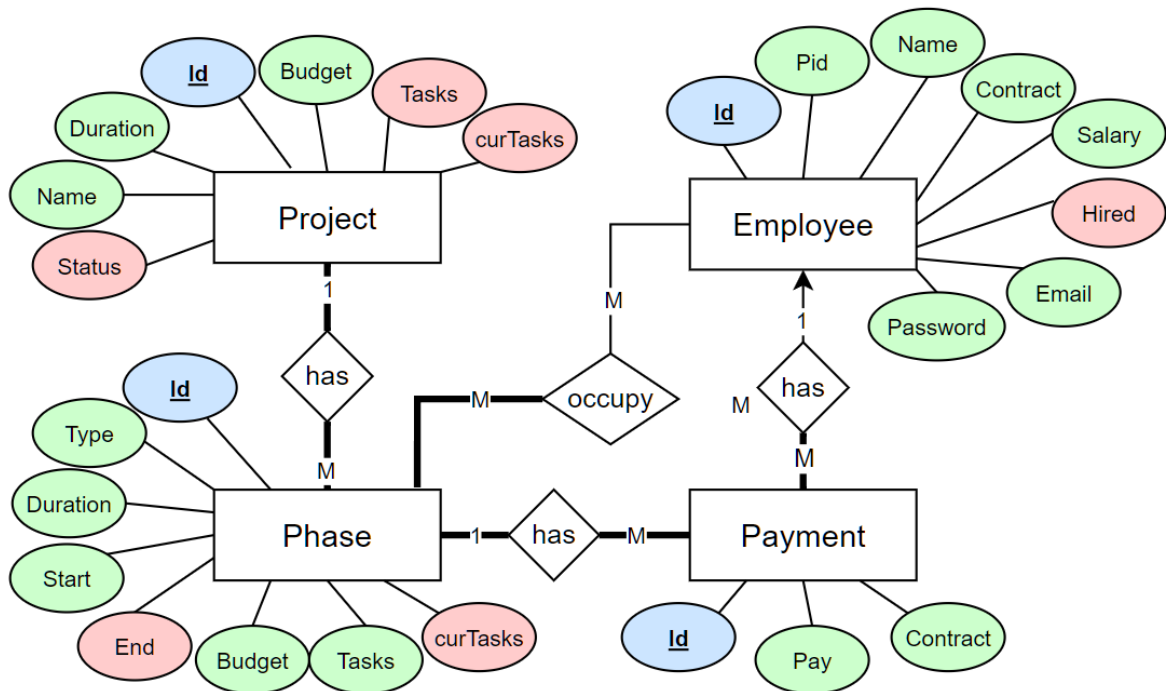 Name
Id
Budget
Pid
Contract
Tasks
Id
Duration
curTasks
Salary
Name
Project
Employee
Hired
Status
1
M
Email
1
Password
has
Id
has
M
occupy
M
Type
M
M
Duration
Phase
1
has
M
Payment
Start
End
Budget
Tasks
curTasks
Id
Pay
Contract